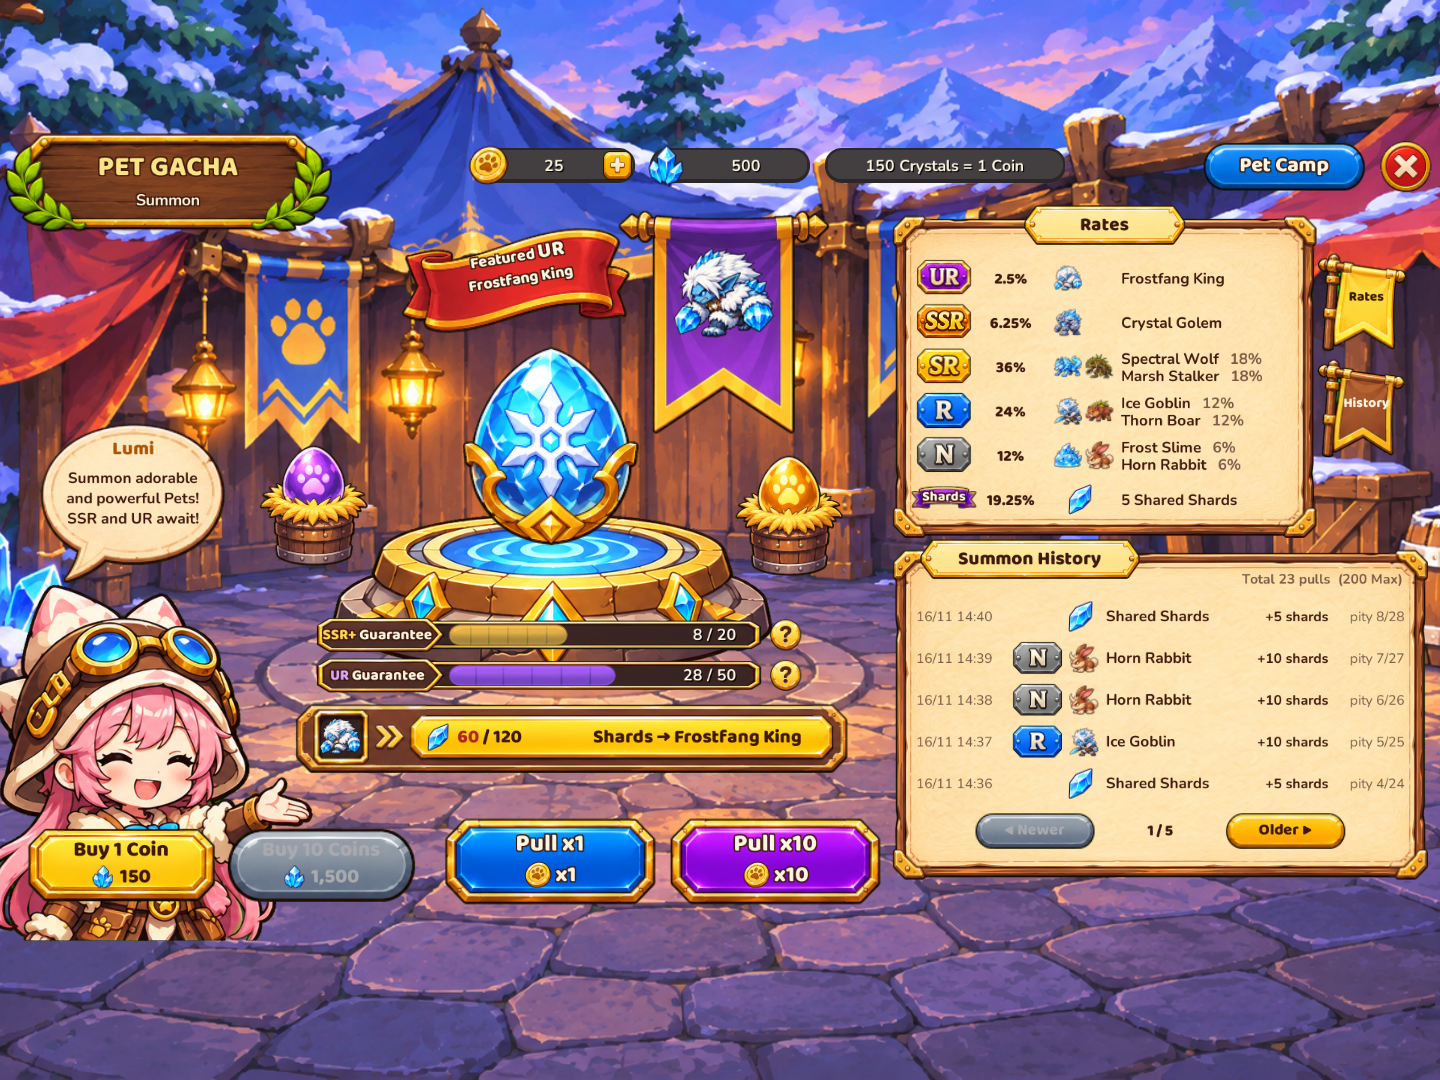 PET GACHA
Summon
25
500
150 Crystals = 1 Coin
Pet Camp
Featured UR
Frostfang King
Rates
UR 2.5% Frostfang King
SSR 6.25% Crystal Golem
SR 36% Spectral Wolf 18%
Marsh Stalker 18%
R 24% Ice Goblin 12%
Thorn Boar 12%
N 12% Frost Slime 6%
Horn Rabbit 6%
Shards 19.25% 5 Shared Shards
Rates
History
Lumi
Summon adorable
and powerful Pets!
SSR and UR await!
SSR+ Guarantee 8 / 20 ?
UR Guarantee 28 / 50 ?
60 / 120 Shards → Frostfang King
Buy 1 Coin
150
Buy 10 Coins
1,500
Pull x1
x1
Pull x10
x10
Summon History
Total 23 pulls (200 Max)
16/11 14:40 Shared Shards +5 shards pity 8/28
16/11 14:39 N Horn Rabbit +10 shards pity 7/27
16/11 14:38 N Horn Rabbit +10 shards pity 6/26
16/11 14:37 R Ice Goblin +10 shards pity 5/25
16/11 14:36 Shared Shards +5 shards pity 4/24
◀ Newer 1 / 5 Older ▶